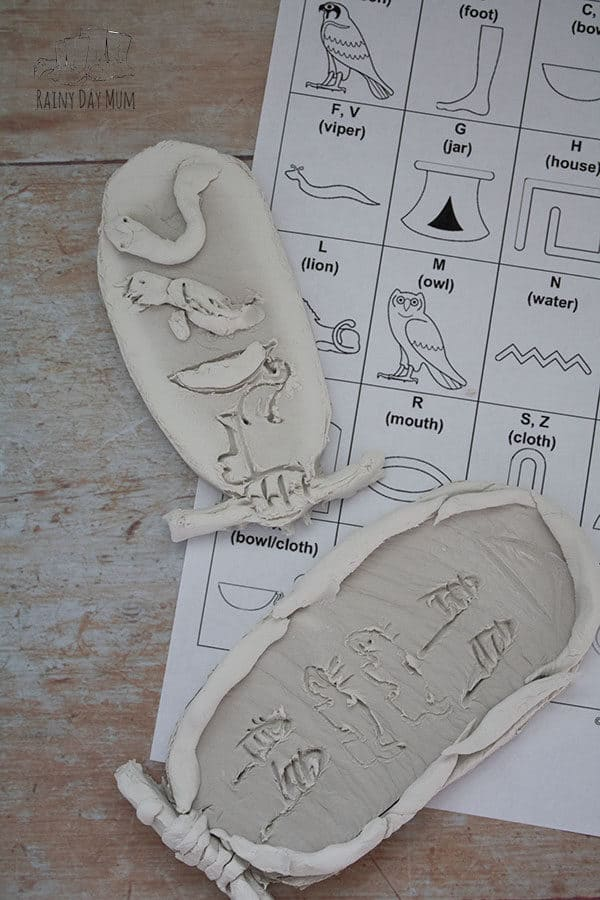 RAINY DAY MUM
(foot)
C,
F, V
(viper)
G
(jar)
H
(house)
L
(lion)
M
(owl)
N
(water)
R
(mouth)
S, Z
(cloth)
(bowl/cloth)